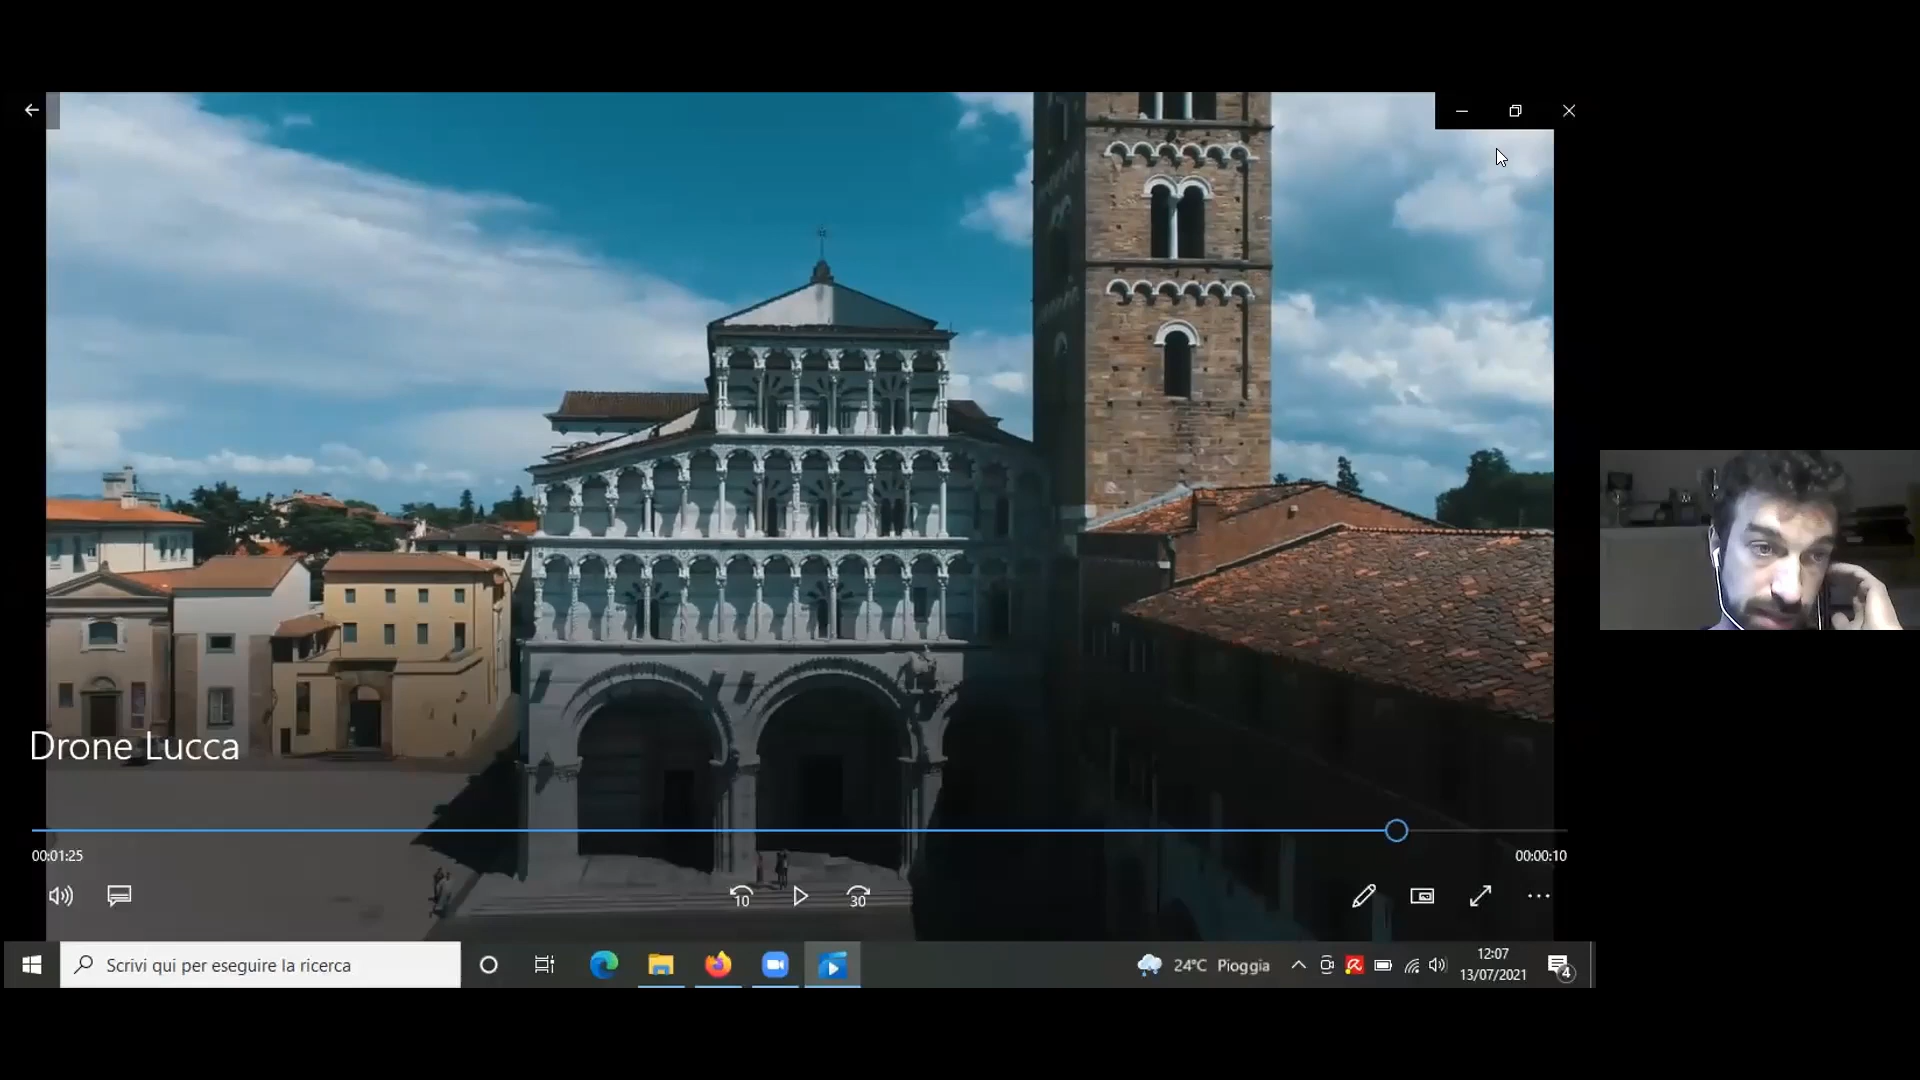 Drone Lucca
00:01:25
00:00:10
10
30
Scrivi qui per eseguire la ricerca
24°C Pioggia
12:07
13/07/2021
4